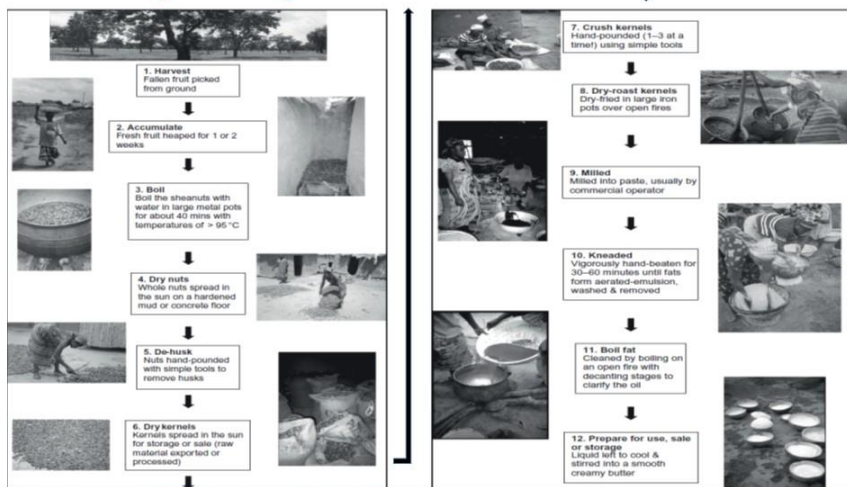 1. Harvest
Fallen fruit picked
from ground
2. Accumulate
Fresh fruit heaped for 1 or 2
weeks
3. Boil
Boil the sheanuts with
water in large metal pots
for about 40 mins with
temperatures of > 95 °C
4. Dry nuts
Whole nuts spread in
the sun on a hardened
mud or concrete floor
5. De-husk
Nuts hand-pounded
with simple tools to
remove husks
6. Dry kernels
Kernels spread in the sun
for storage or sale (raw
material exported or
processed)
7. Crush kernels
Hand-pounded (1–3 at a
time!) using simple tools
8. Dry-roast kernels
Dry-fried in large iron
pots over open fires
9. Milled
Milled into paste, usually by
commercial operator
10. Kneaded
Vigorously hand-beaten for
30–60 minutes until fats
form aerated-emulsion,
washed & removed
11. Boil fat
Cleaned by boiling on
an open fire with
decanting stages to
clarify the oil
12. Prepare for use, sale
or storage
Liquid left to cool &
stirred into a smooth
creamy butter